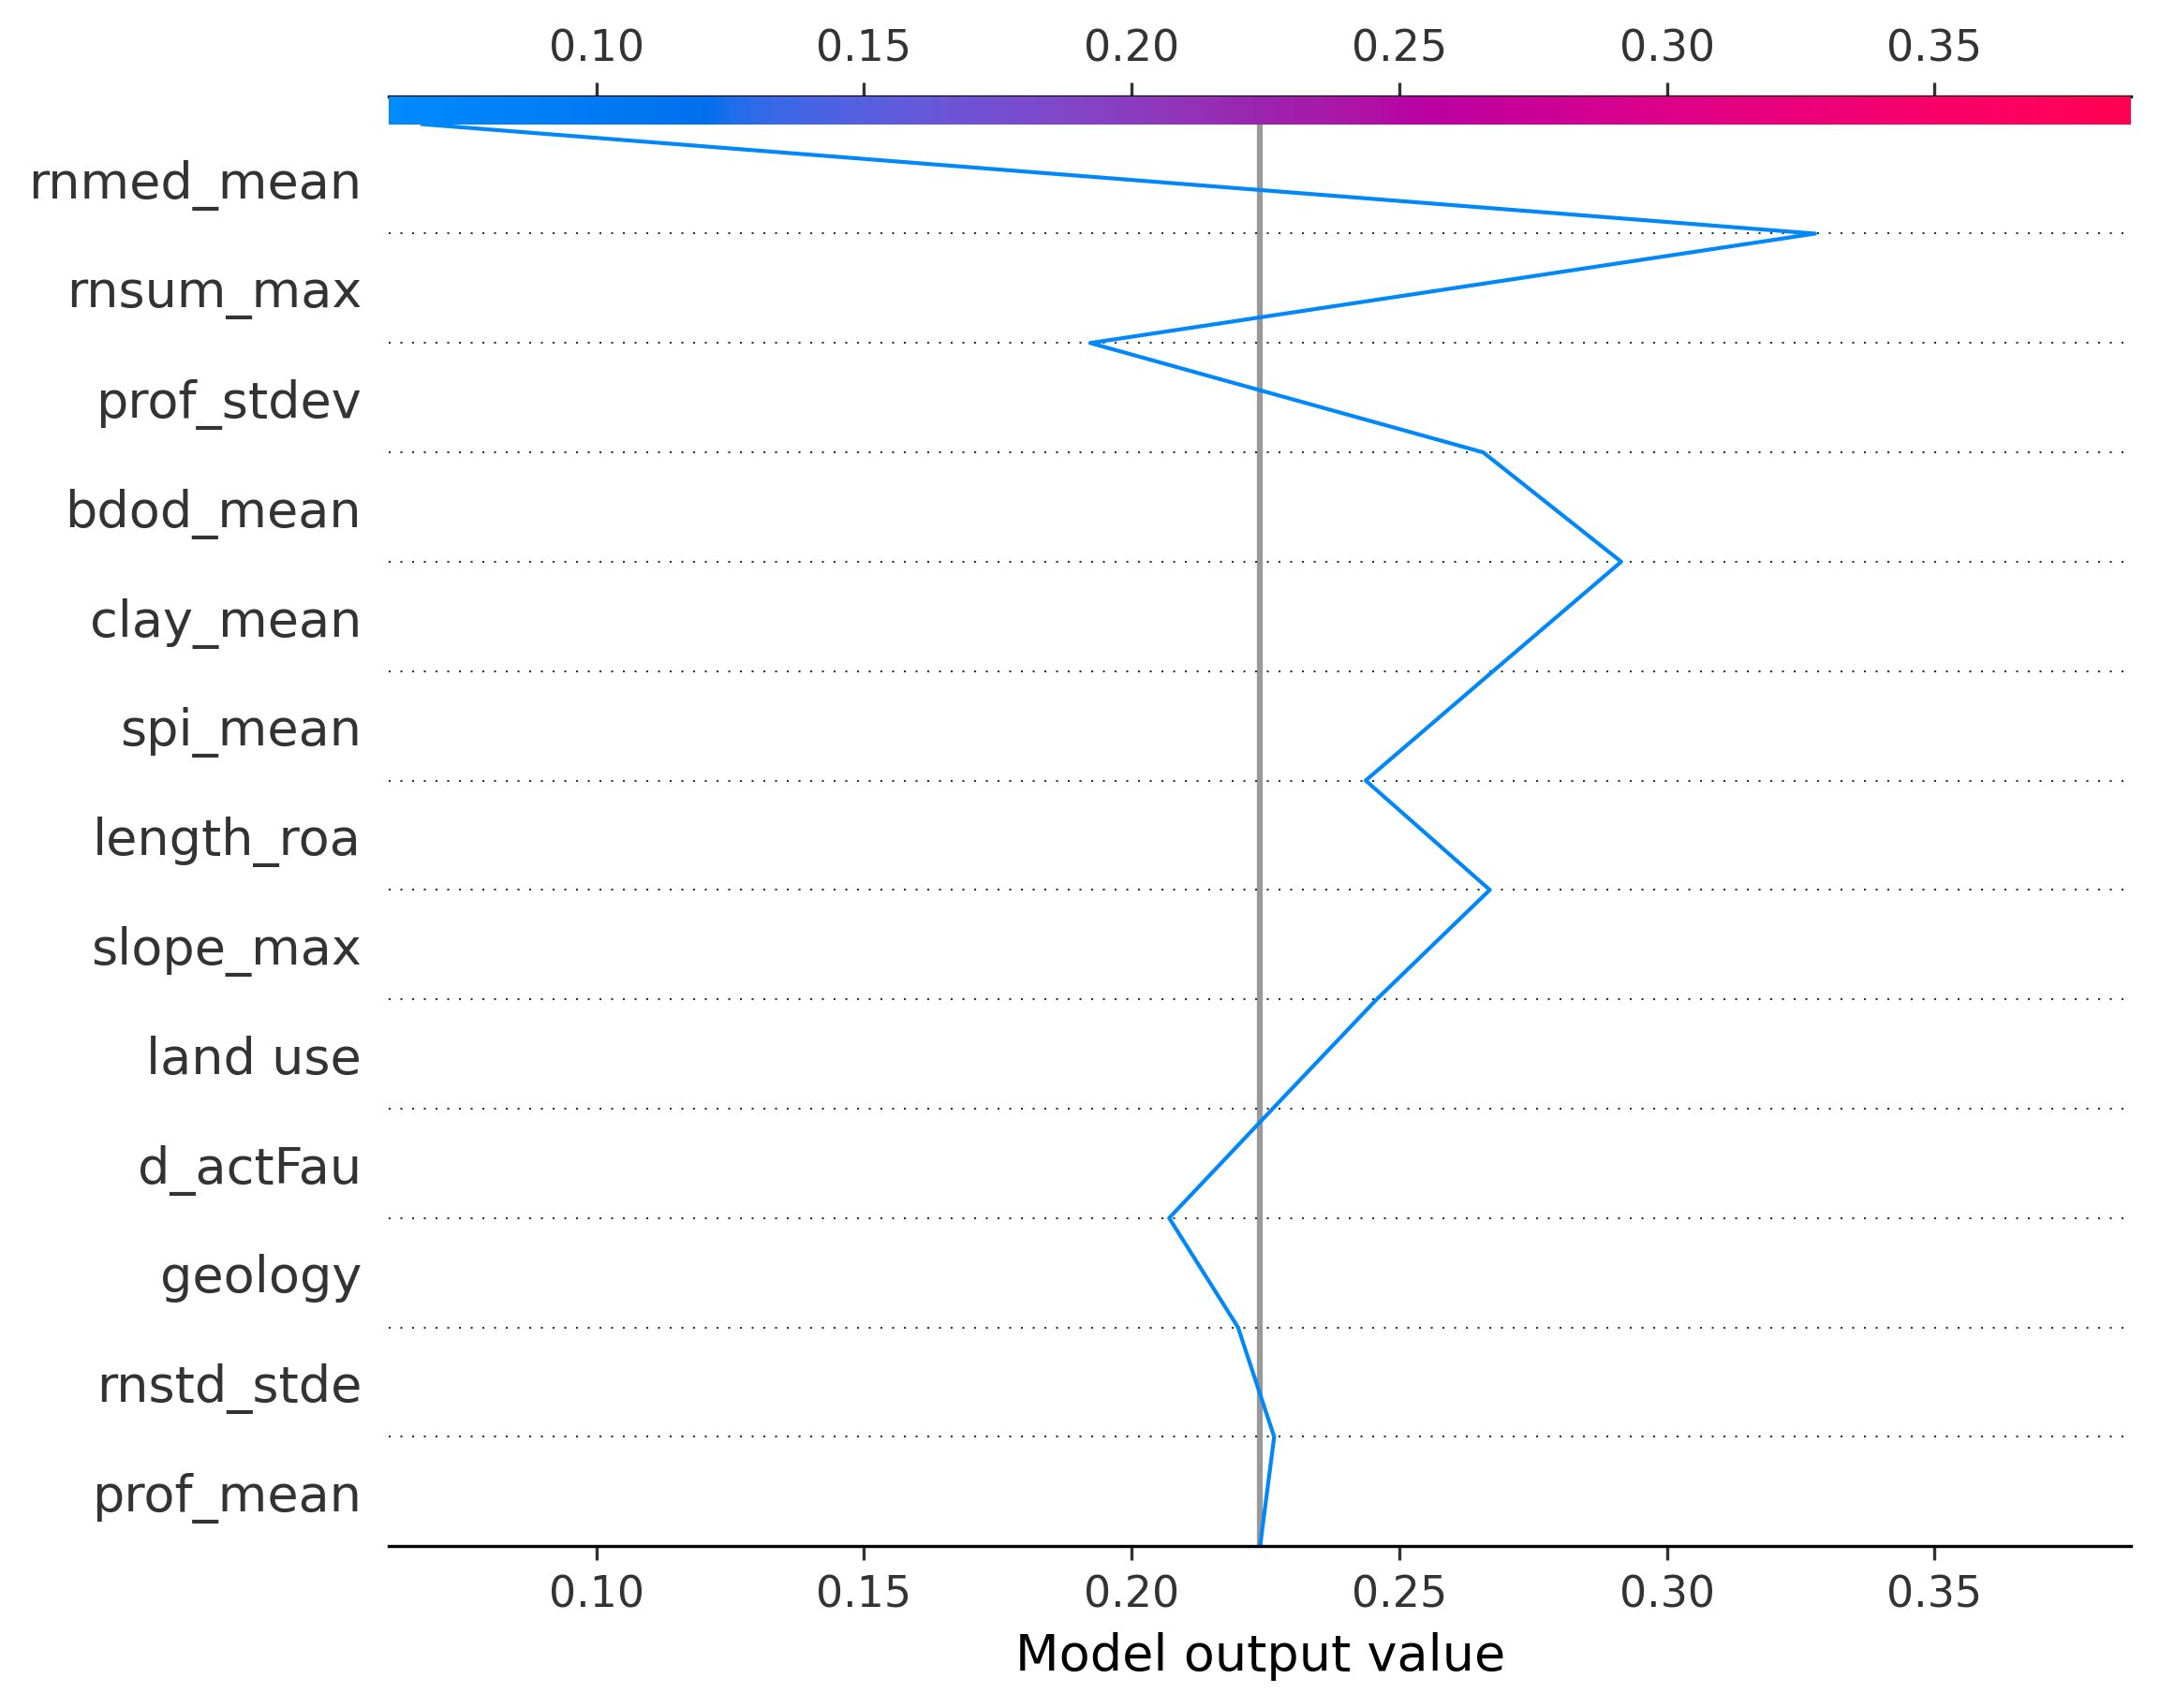 0.10 0.15 0.20 0.25 0.30 0.35
rnmed_mean
rnsum_max
prof_stdev
bdod_mean
clay_mean
spi_mean
length_roa
slope_max
land use
d_actFau
geology
rnstd_stde
prof_mean
0.10 0.15 0.20 0.25 0.30 0.35
Model output value